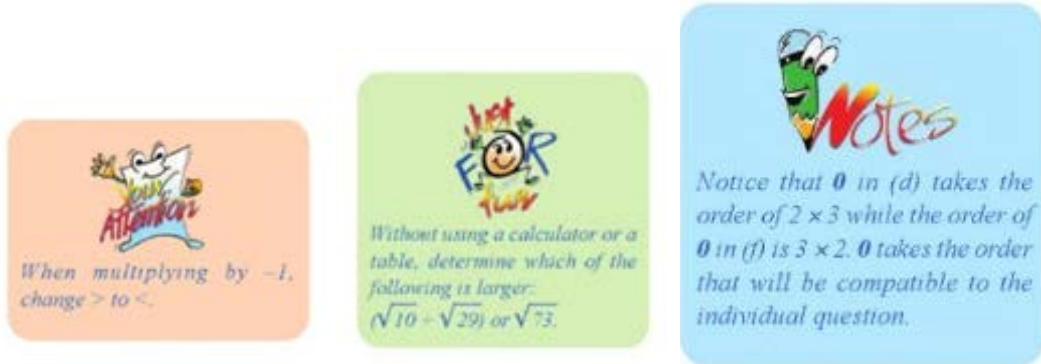 Your
Attention
When multiplying by –1,
change > to <.
Just
FOR
fun
Without using a calculator or a
table, determine which of the
following is larger:
(√10 + √29) or √73.
Notes
Notice that 0 in (d) takes the
order of 2 × 3 while the order of
0 in (f) is 3 × 2. 0 takes the order
that will be compatible to the
individual question.